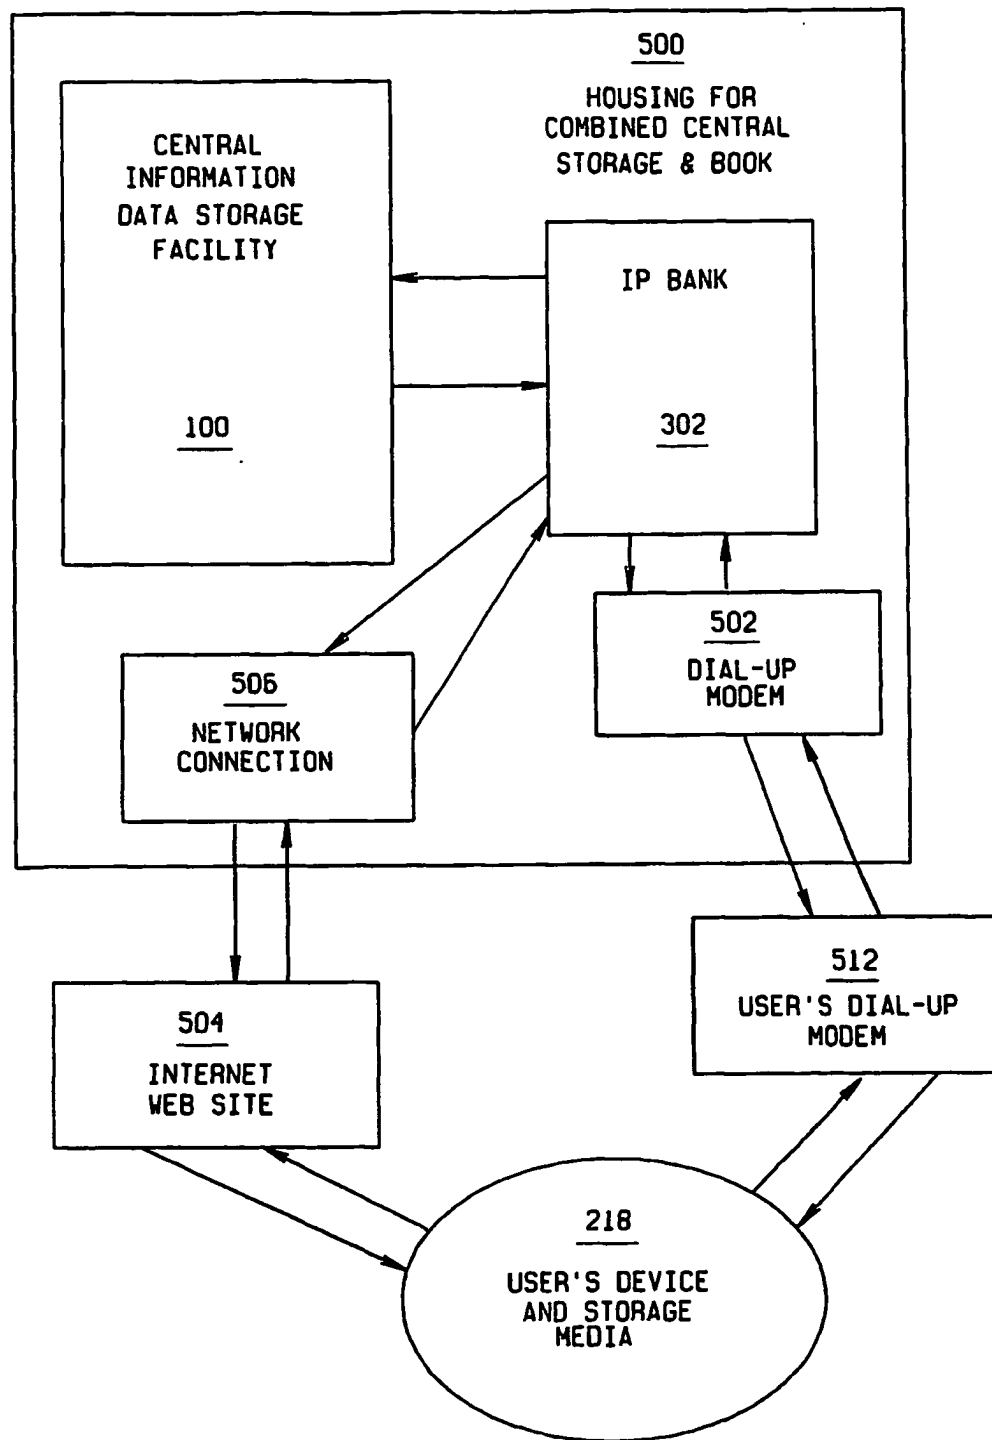 500
HOUSING FOR
COMBINED CENTRAL
STORAGE & BOOK
CENTRAL
INFORMATION
DATA STORAGE
FACILITY
100
IP BANK
302
502
DIAL-UP
MODEM
506
NETWORK
CONNECTION
512
USER'S DIAL-UP
MODEM
504
INTERNET
WEB SITE
218
USER'S DEVICE
AND STORAGE
MEDIA